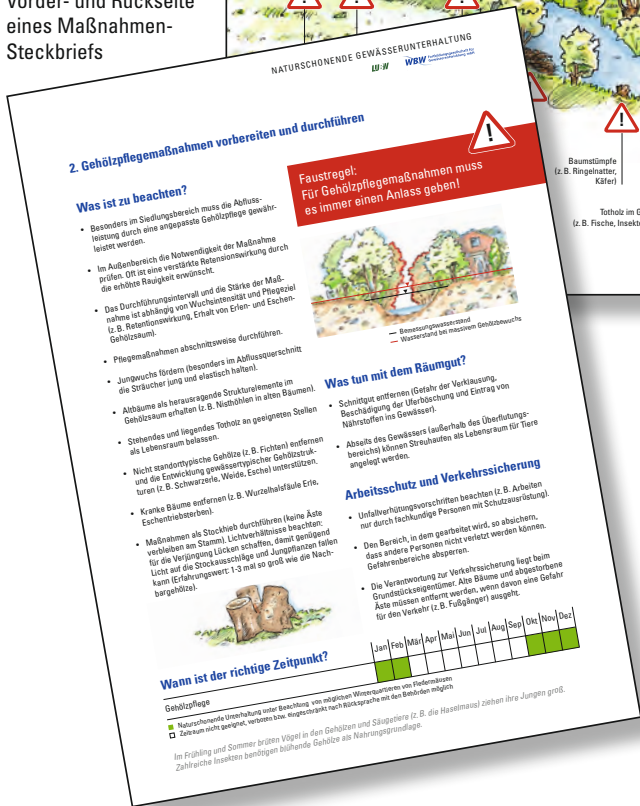 Vorder- und Rückseite
eines Maßnahmen-
Steckbriefs
NATURSCHONENDE GEWÄSSERUNTERHALTUNG
LU:W
WBW
2. Gehölzpflegemaßnahmen vorbereiten und durchführen
Was ist zu beachten?
• Besonders im Siedlungsbereich muss die Abfluss-
leistung durch eine angepasste Gehölzpflege gewähr-
leistet werden.
• Im Außenbereich die Notwendigkeit der Maßnahme
prüfen. Oft ist eine verstärkte Retensionswirkung durch
die erhöhte Rauigkeit erwünscht.
• Das Durchführungsintervall und die Stärke der Maß-
nahme ist abhängig von Wuchsintensität und Pflegeziel
(z. B. Retentionswirkung, Erhalt von Erlen- und Eschen-
Gehölzsaum).
• Pflegemaßnahmen abschnittsweise durchführen.
• Jungwuchs fördern (besonders im Abflussquerschnitt
die Sträucher jung und elastisch halten).
• Altbäume als herausragende Strukturelemente im
Gehölzsaum erhalten (z. B. Nisthöhlen in alten Bäumen).
• Stehendes und liegendes Totholz an geeigneten Stellen
als Lebensraum belassen.
• Nicht standorttypische Gehölze (z. B. Fichten) entfernen
und die Entwicklung gewässertypischer Gehölzstruk-
turen (z. B. Schwarzerle, Weide, Esche) unterstützen.
• Kranke Bäume entfernen (z. B. Wurzelhalsfäule Erle,
Eschentriebsterben).
• Maßnahmen als Stockhieb durchführen (keine Äste
verbleiben am Stamm). Lichtverhältnisse beachten:
für die Verjüngung Lücken schaffen, damit genügend
Licht auf die Stockausschläge und Jungpflanzen fallen
kann (Erfahrungswert: 1-3 mal so groß wie die Nach-
bargehölze).
Faustregel:
Für Gehölzpflegemaßnahmen muss
es immer einen Anlass geben!
Bemessungswasserstand
Wasserstand bei massivem Gehölzbewuchs
Was tun mit dem Räumgut?
• Schnittgut entfernen (Gefahr der Verklausung,
Beschädigung der Uferböschung und Eintrag von
Nährstoffen ins Gewässer).
• Abseits des Gewässers (außerhalb des Überflutungs-
bereichs) können Streuhaufen als Lebensraum für Tiere
angelegt werden.
Arbeitsschutz und Verkehrssicherung
• Unfallverhütungsvorschriften beachten (z. B. Arbeiten
nur durch fachkundige Personen mit Schutzausrüstung).
• Den Bereich, in dem gearbeitet wird, so absichern,
dass andere Personen nicht verletzt werden können.
Gefahrenbereiche absperren.
• Die Verantwortung zur Verkehrssicherung liegt beim
Grundstückseigentümer. Alte Bäume und abgestorbene
Äste müssen entfernt werden, wenn davon eine Gefahr
für den Verkehr (z. B. Fußgänger) ausgeht.
Wann ist der richtige Zeitpunkt?
Jan Feb Mär Apr Mai Jun Jul Aug Sep Okt Nov Dez
Gehölzpflege
Naturschonende Unterhaltung unter Beachtung von möglichen Winterquartieren von Fledermäusen
Zeitraum nicht geeignet, verboten bzw. eingeschränkt nach Rücksprache mit den Behörden möglich
Im Frühling und Sommer brüten Vögel in den Gehölzen und Säugetiere (z. B. die Haselmaus) ziehen ihre Jungen groß.
Zahlreiche Insekten benötigen blühende Gehölze als Nahrungsgrundlage.
Baumstümpfe
(z. B. Ringelnatter,
Käfer)
Totholz im G
(z. B. Fische, Insekt